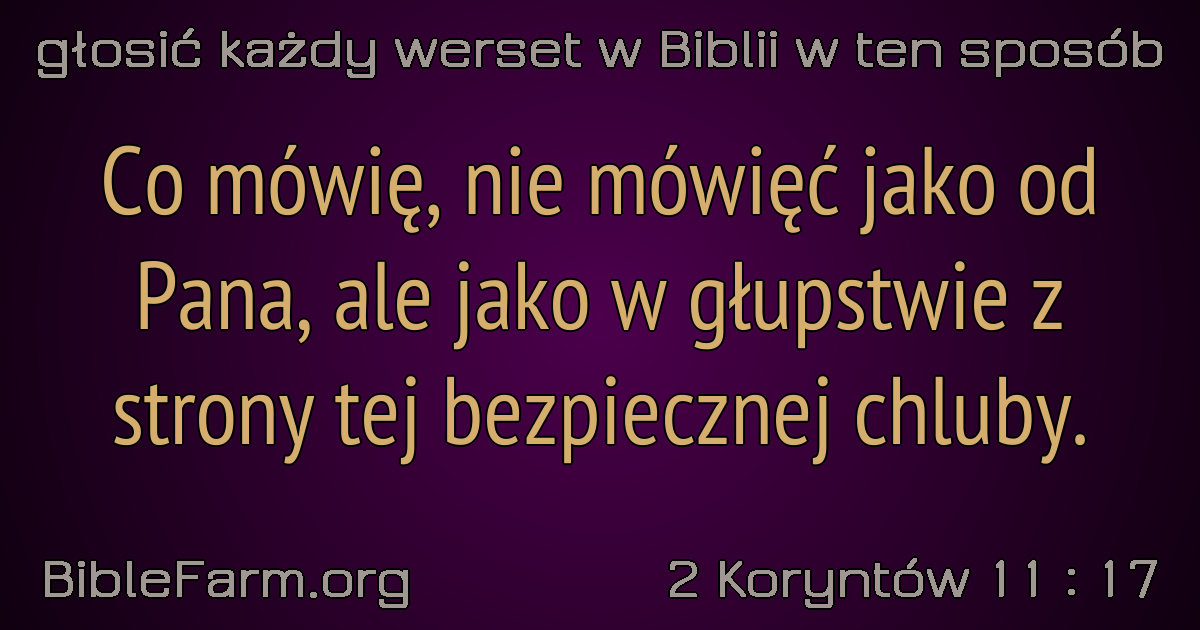 głosić każdy werset w Biblii w ten sposób
Co mówię, nie mówięć jako od
Pana, ale jako w głupstwie z
strony tej bezpiecznej chluby.
BibleFarm.org
2 Koryntów 11 : 17